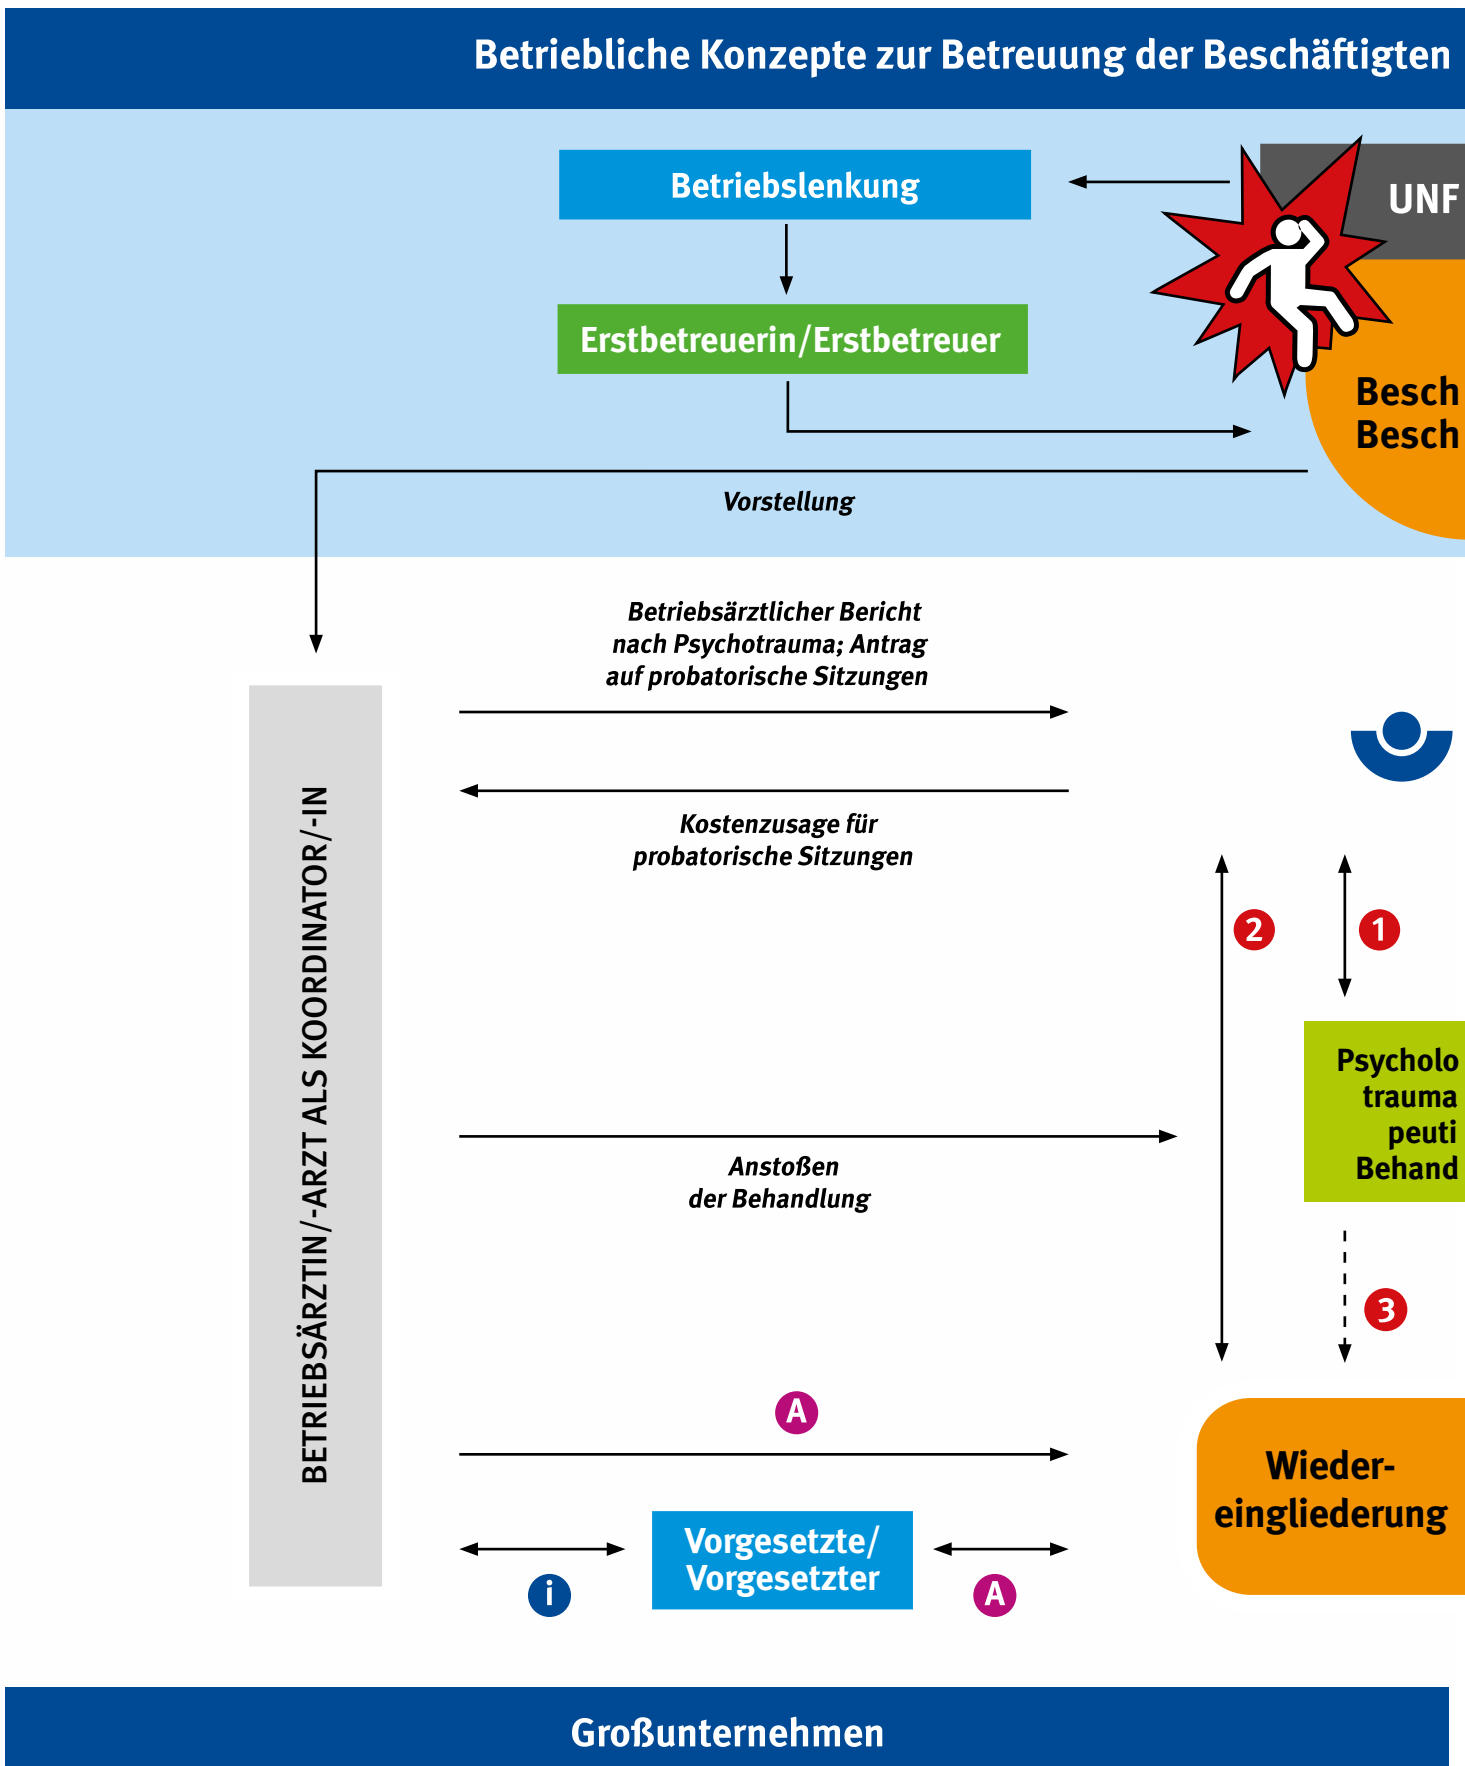 Betriebliche Konzepte zur Betreuung der Beschäftigten
Betriebslenkung
UNF
Erstbetreuerin/Erstbetreuer
Besch
Besch
Vorstellung
Betriebsärztlicher Bericht
nach Psychotrauma; Antrag
auf probatorische Sitzungen
Kostenzusage für
probatorische Sitzungen
2
1
BETRIEBSÄRZTIN/-ARZT ALS KOORDINATOR/-IN
Psycholo
trauma
peuti
Behand
Anstoßen
der Behandlung
3
A
Wieder-
eingliederung
Vorgesetzte/
Vorgesetzter
i
A
Großunternehmen